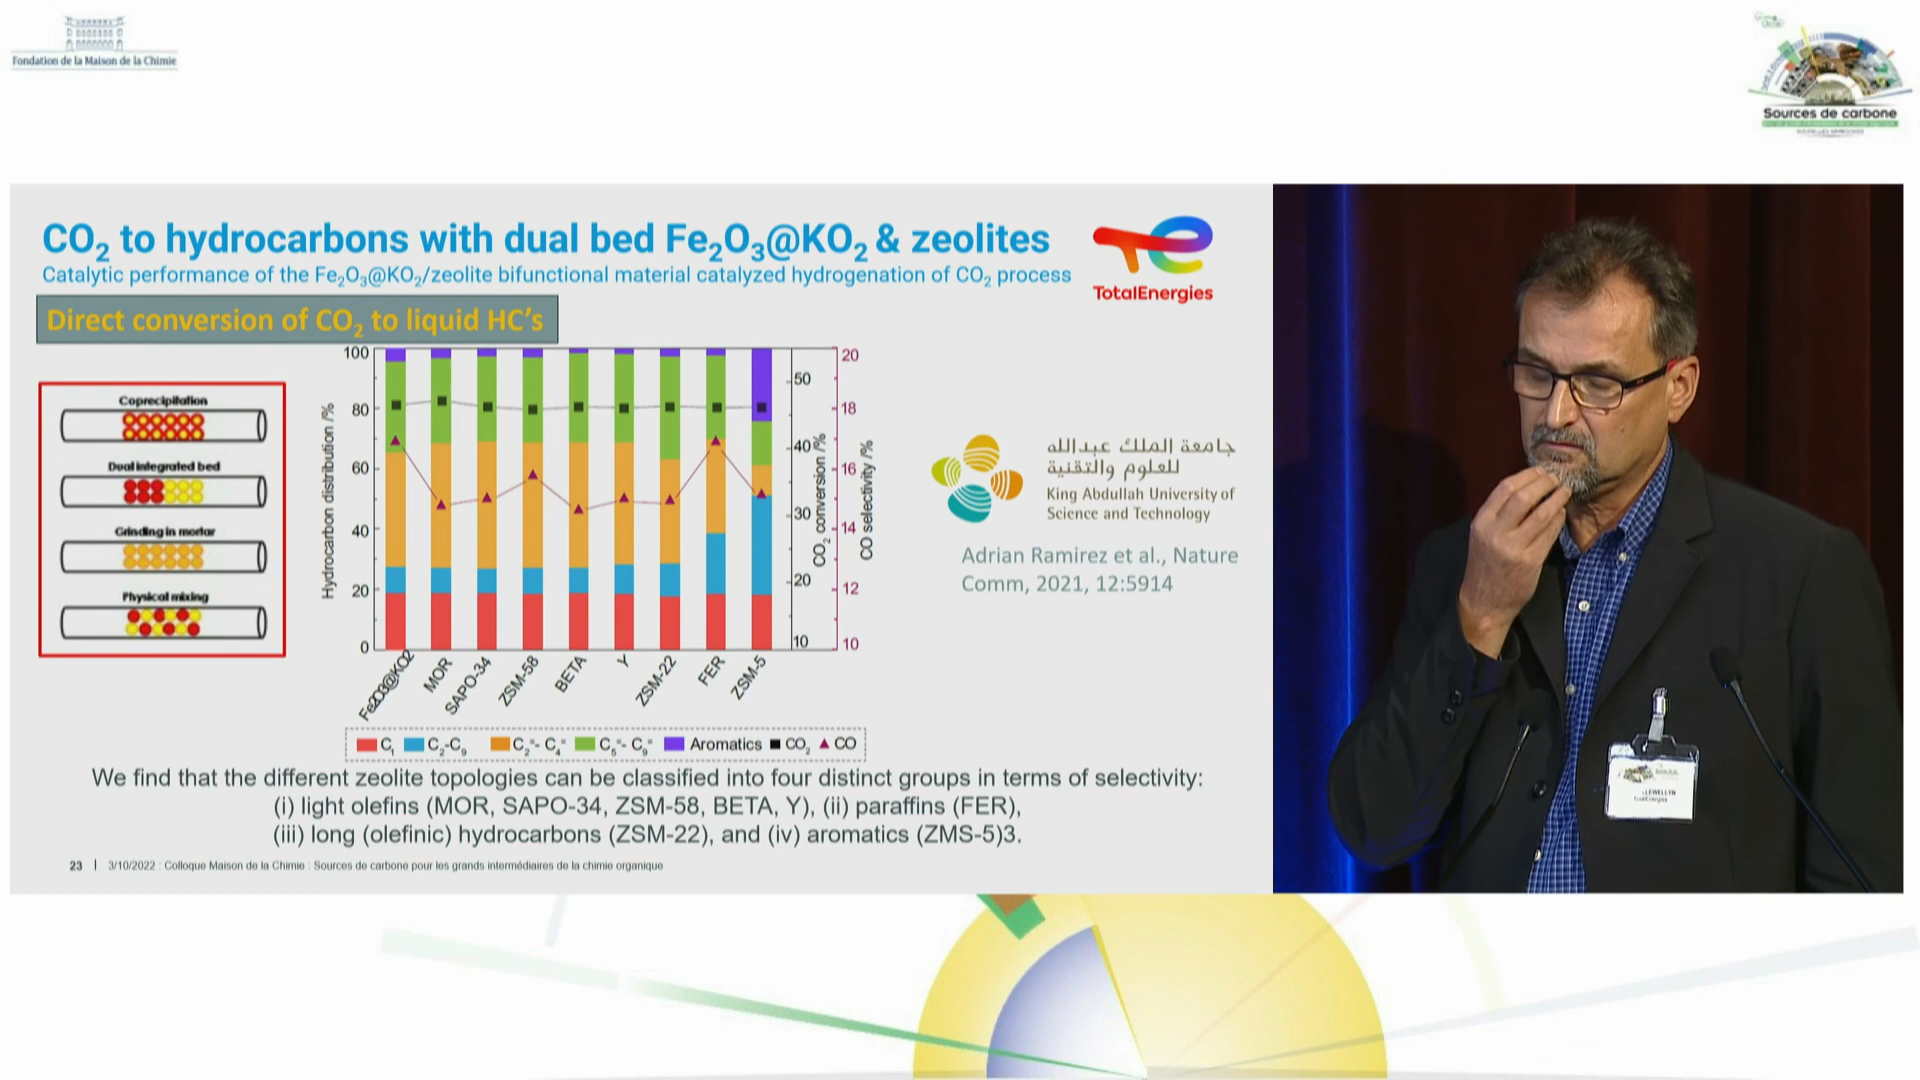 Fondation de la Maison de la Chimie
Sources de carbone
CO₂ to hydrocarbons with dual bed Fe₂O₃@KO₂ & zeolites
Catalytic performance of the Fe₂O₃@KO₂/zeolite bifunctional material catalyzed hydrogenation of CO₂ process
TotalEnergies
Direct conversion of CO₂ to liquid HC's
Coprecipitation
Dual integrated bed
Grinding in mortar
Physical mixing
Hydrocarbon distribution /%
100
80
60
40
20
0
50
40
30
20
10
CO₂ conversion /%
20
18
16
14
12
10
CO selectivity /%
Fe2O3@KO2
MOR
SAPO-34
ZSM-58
BETA
Y
ZSM-22
FER
ZSM-5
C₁ C₂-C₉ C₂⁼- C₄⁼ C₅⁺- C₉⁼ Aromatics CO₂ CO
جامعة الملك عبدالله
للعلوم والتقنية
King Abdullah University of
Science and Technology
Adrian Ramirez et al., Nature
Comm, 2021, 12:5914
We find that the different zeolite topologies can be classified into four distinct groups in terms of selectivity:
(i) light olefins (MOR, SAPO-34, ZSM-58, BETA, Y), (ii) paraffins (FER),
(iii) long (olefinic) hydrocarbons (ZSM-22), and (iv) aromatics (ZMS-5)3.
23 | 3/10/2022 : Colloque Maison de la Chimie : Sources de carbone pour les grands intermédiaires de la chimie organique
LLEWELLYN
TotalEnergies